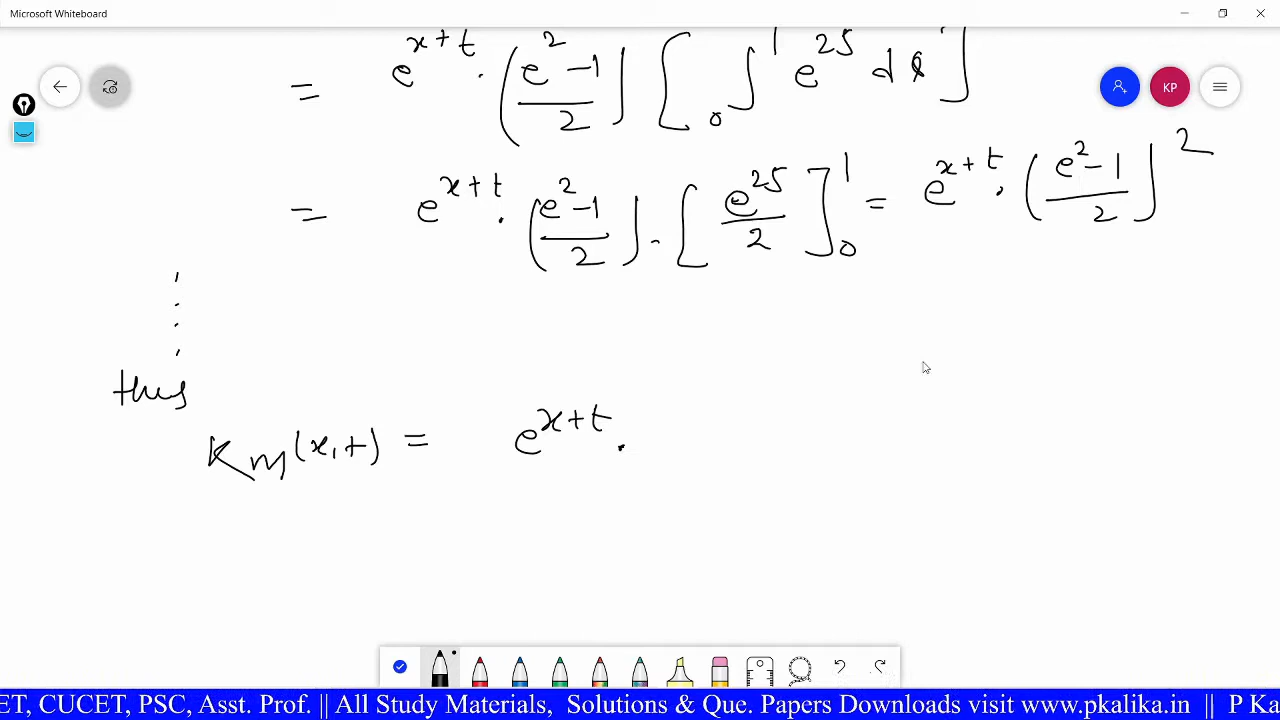 Microsoft Whiteboard
= e^{x+t} · (e^2-1 / 2) [ ∫_0^1 e^{2s} ds ]
= e^{x+t} · (e^2-1 / 2) · [ e^{2s} / 2 ]_0^1 = e^{x+t} · (e^2-1 / 2)^2
KP
thus
K_m(x,t) = e^{x+t} ·
ET, CUCET, PSC, Asst. Prof. || All Study Materials, Solutions & Que. Papers Downloads visit www.pkalika.in || P Ka